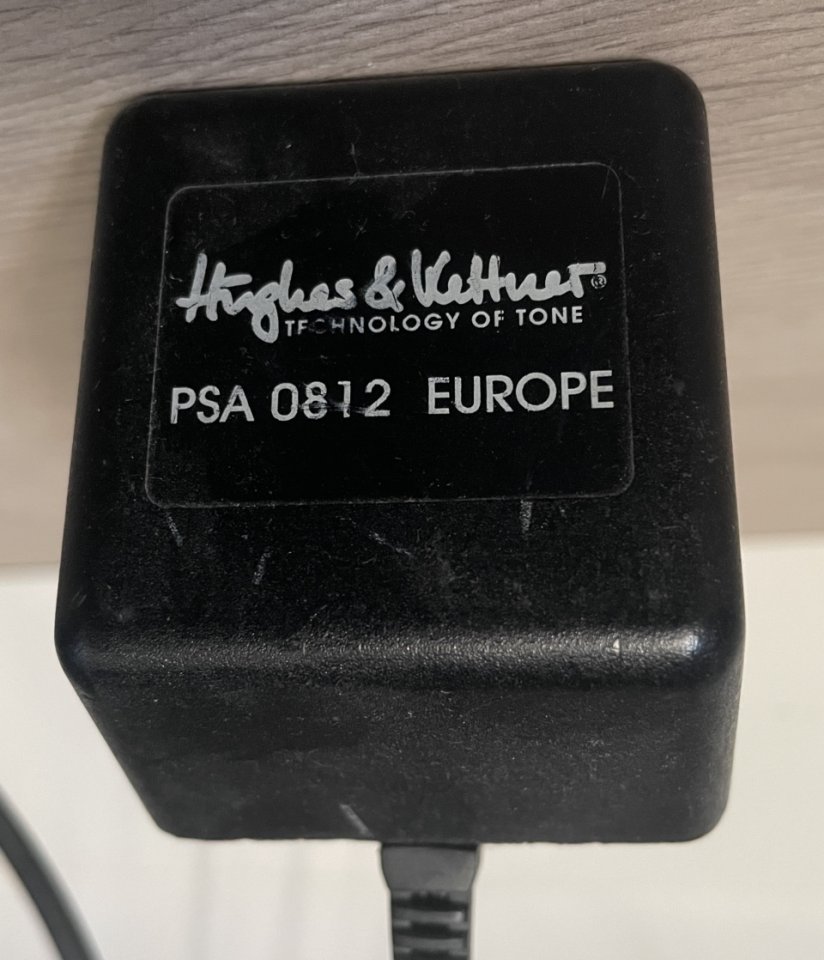 Hughes & Kettner®
TECHNOLOGY OF TONE
PSA 0812 EUROPE